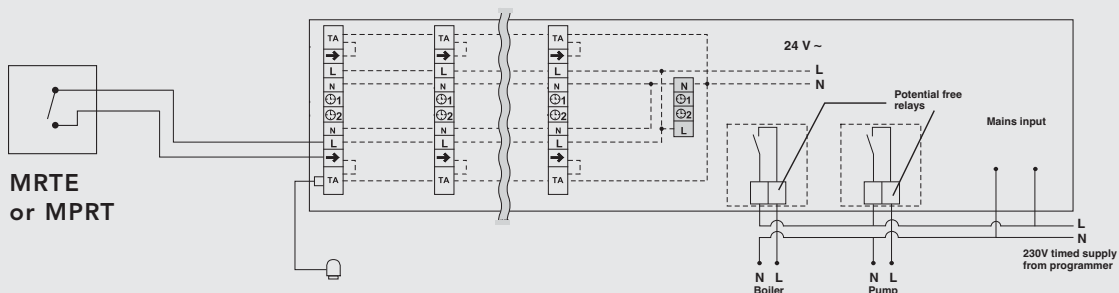 TA TA TA
L L L
N N N
1 1 1
2 2 2
N N N
L L L
TA TA TA
N
1
2
L
24 V ~
L
N
Potential free
relays
Mains input
MRTE
or MPRT
L
N
230V timed supply
from programmer
N L
Boiler
N L
Pump